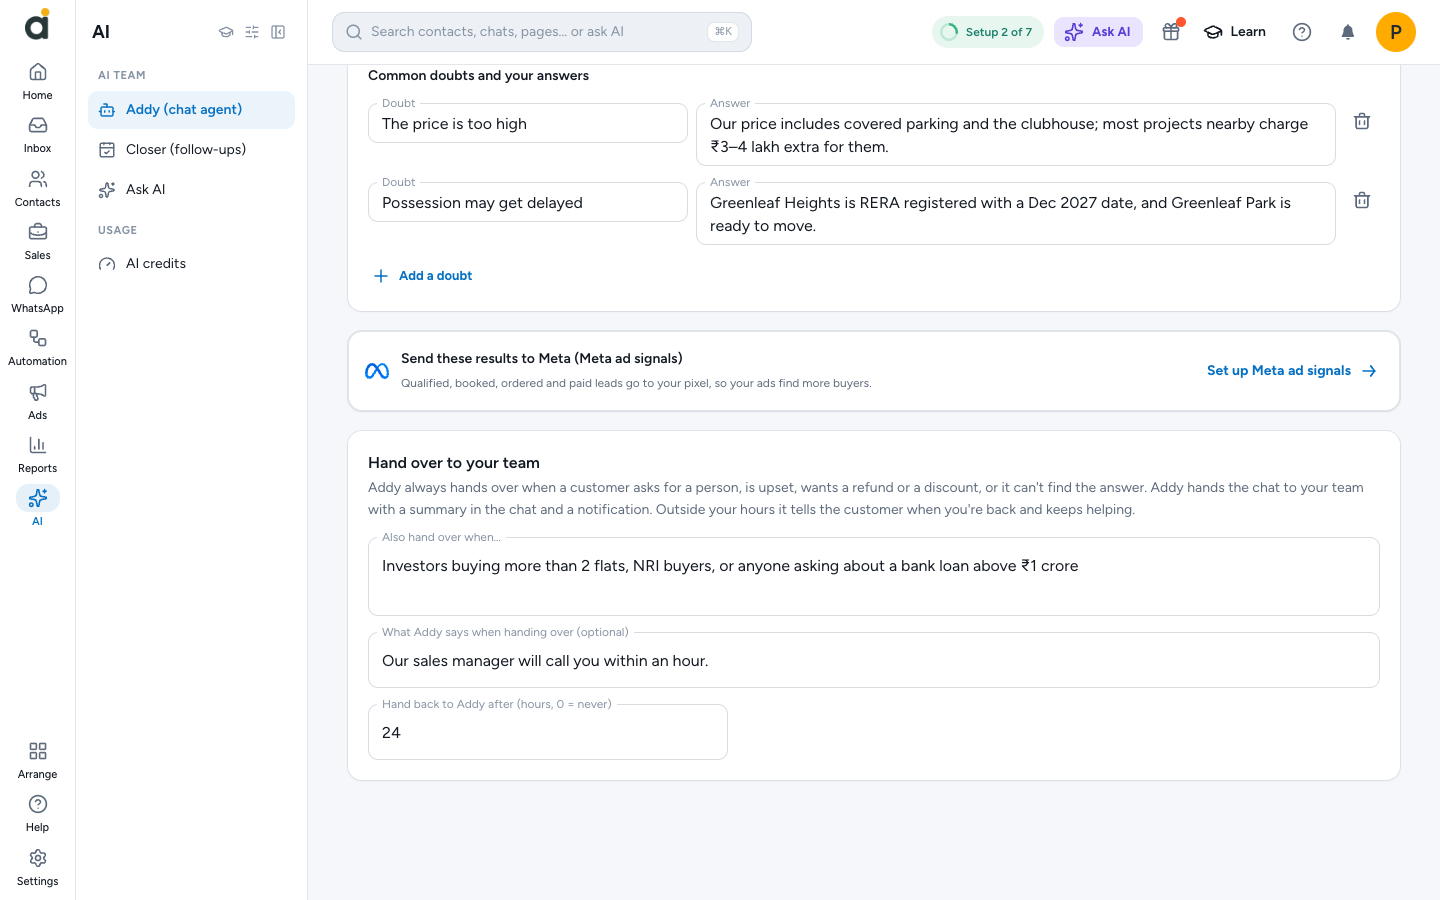 AI
Search contacts, chats, pages... or ask AI
⌘K
Setup 2 of 7
Ask AI
Learn
P
Home
Inbox
Contacts
Sales
WhatsApp
Automation
Ads
Reports
AI
Arrange
Help
Settings
AI TEAM
Addy (chat agent)
Closer (follow-ups)
Ask AI
USAGE
AI credits
Common doubts and your answers
Doubt
The price is too high
Answer
Our price includes covered parking and the clubhouse; most projects nearby charge
₹3–4 lakh extra for them.
Doubt
Possession may get delayed
Answer
Greenleaf Heights is RERA registered with a Dec 2027 date, and Greenleaf Park is
ready to move.
Add a doubt
Send these results to Meta (Meta ad signals)
Qualified, booked, ordered and paid leads go to your pixel, so your ads find more buyers.
Set up Meta ad signals
Hand over to your team
Addy always hands over when a customer asks for a person, is upset, wants a refund or a discount, or it can't find the answer. Addy hands the chat to your team
with a summary in the chat and a notification. Outside your hours it tells the customer when you're back and keeps helping.
Also hand over when...
Investors buying more than 2 flats, NRI buyers, or anyone asking about a bank loan above ₹1 crore
What Addy says when handing over (optional)
Our sales manager will call you within an hour.
Hand back to Addy after (hours, 0 = never)
24